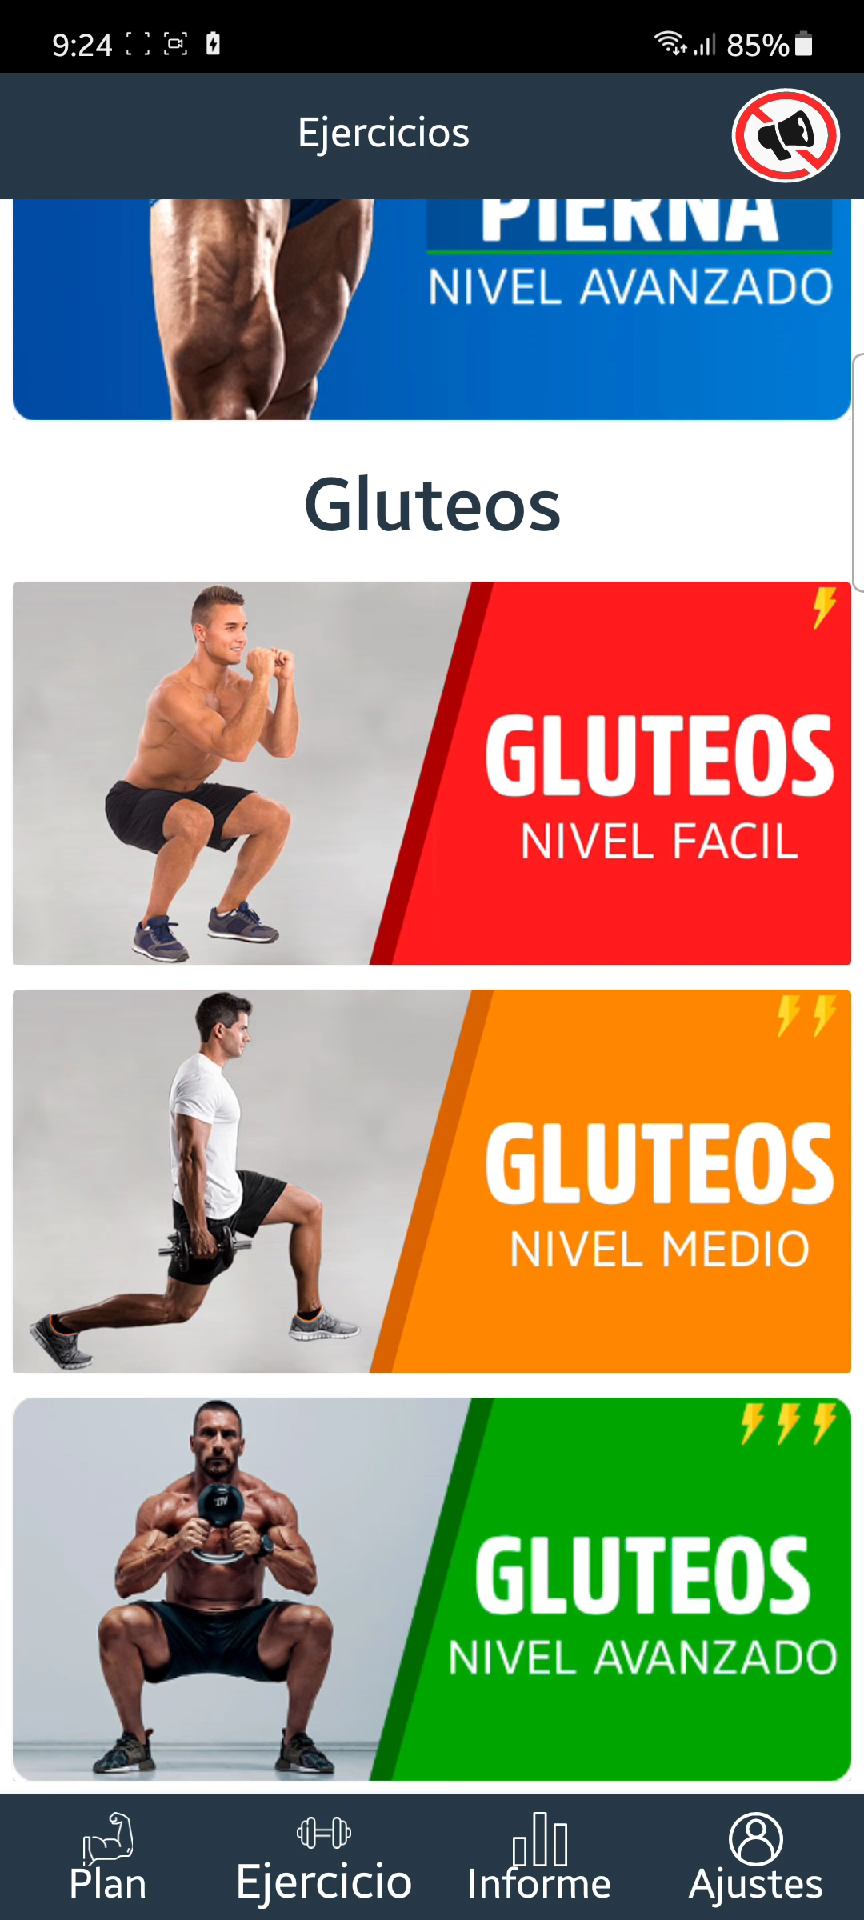 9:24
85%
Ejercicios
PIERNA
NIVEL AVANZADO
Gluteos
GLUTEOS
NIVEL FACIL
GLUTEOS
NIVEL MEDIO
GLUTEOS
NIVEL AVANZADO
Plan
Ejercicio
Informe
Ajustes